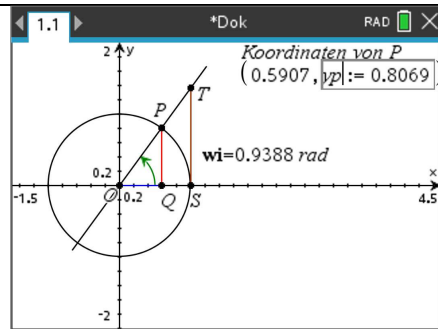 1.1 *Dok RAD
2 y
Koordinaten von P
(0.5907, yp := 0.8069)
P T
wi=0.9388 rad
0.2 x
-1.5 O 0.2 Q S 4.5
-2